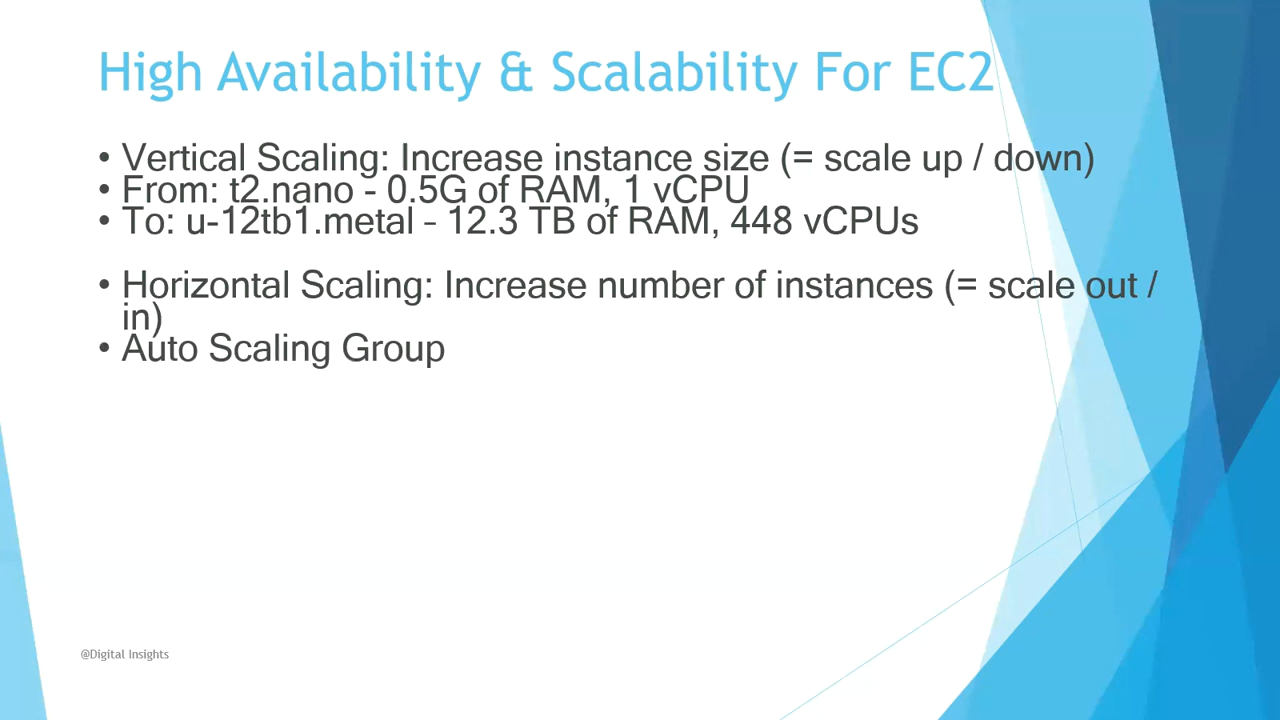 High Availability & Scalability For EC2
• Vertical Scaling: Increase instance size (= scale up / down)
• From: t2.nano - 0.5G of RAM, 1 vCPU
• To: u-12tb1.metal – 12.3 TB of RAM, 448 vCPUs
• Horizontal Scaling: Increase number of instances (= scale out /
in)
• Auto Scaling Group
@Digital Insights